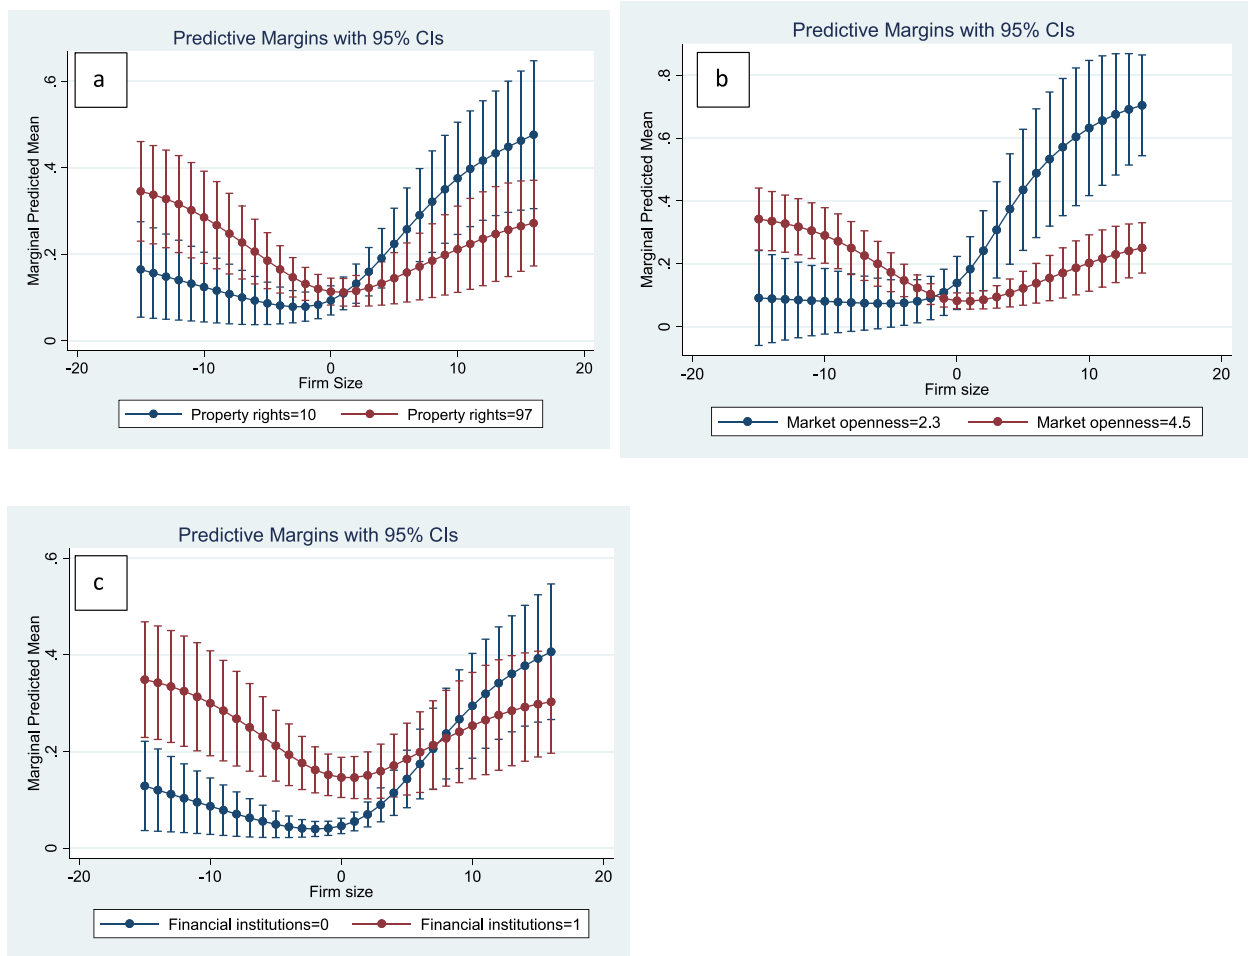 Predictive Margins with 95% CIs
a
Marginal Predicted Mean
.6
.4
.2
0
-20
-10
0
10
20
Firm Size
Property rights=10
Property rights=97
Predictive Margins with 95% CIs
b
Marginal Predicted Mean
.8
.6
.4
.2
0
-20
-10
0
10
20
Firm size
Market openness=2.3
Market openness=4.5
Predictive Margins with 95% CIs
c
Marginal Predicted Mean
.6
.4
.2
0
-20
-10
0
10
20
Firm size
Financial institutions=0
Financial institutions=1